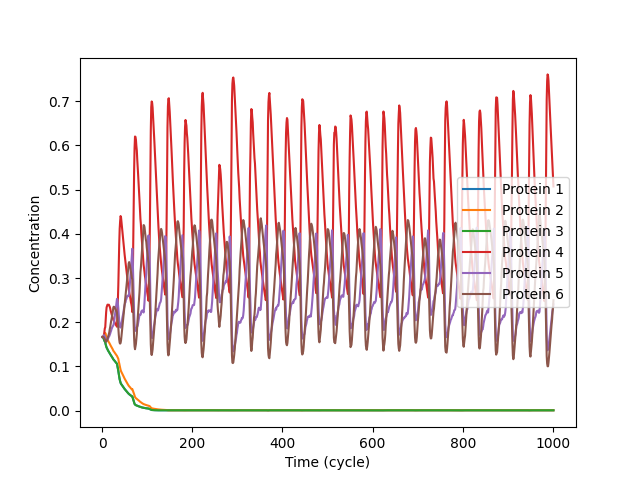 0.7
0.6
0.5
0.4
0.3
0.2
0.1
0.0
Concentration
0
200
400
600
800
1000
Time (cycle)
Protein 1
Protein 2
Protein 3
Protein 4
Protein 5
Protein 6